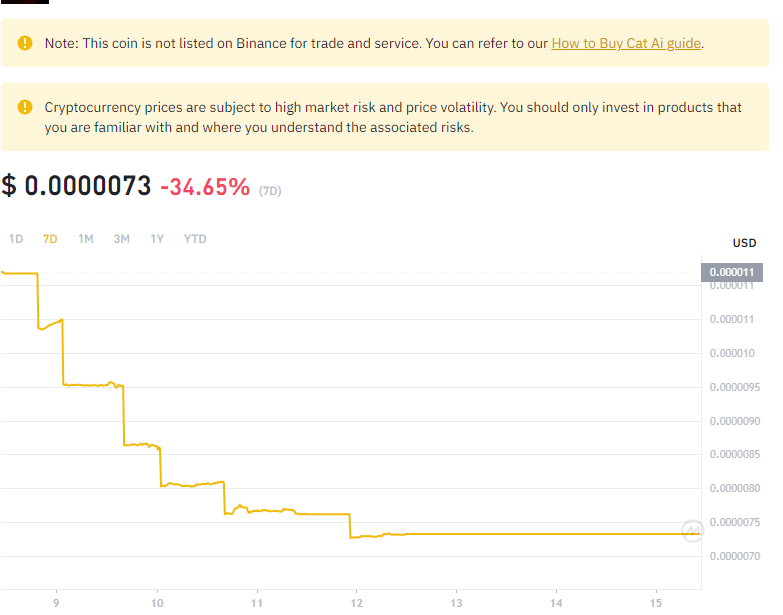 Note: This coin is not listed on Binance for trade and service. You can refer to our How to Buy Cat Ai guide.
Cryptocurrency prices are subject to high market risk and price volatility. You should only invest in products that
you are familiar with and where you understand the associated risks.
$ 0.0000073 -34.65% (7D)
1D 7D 1M 3M 1Y YTD
USD
0.000011
0.000011
0.000011
0.000010
0.0000095
0.0000090
0.0000085
0.0000080
0.0000075
0.0000070
9 10 11 12 13 14 15